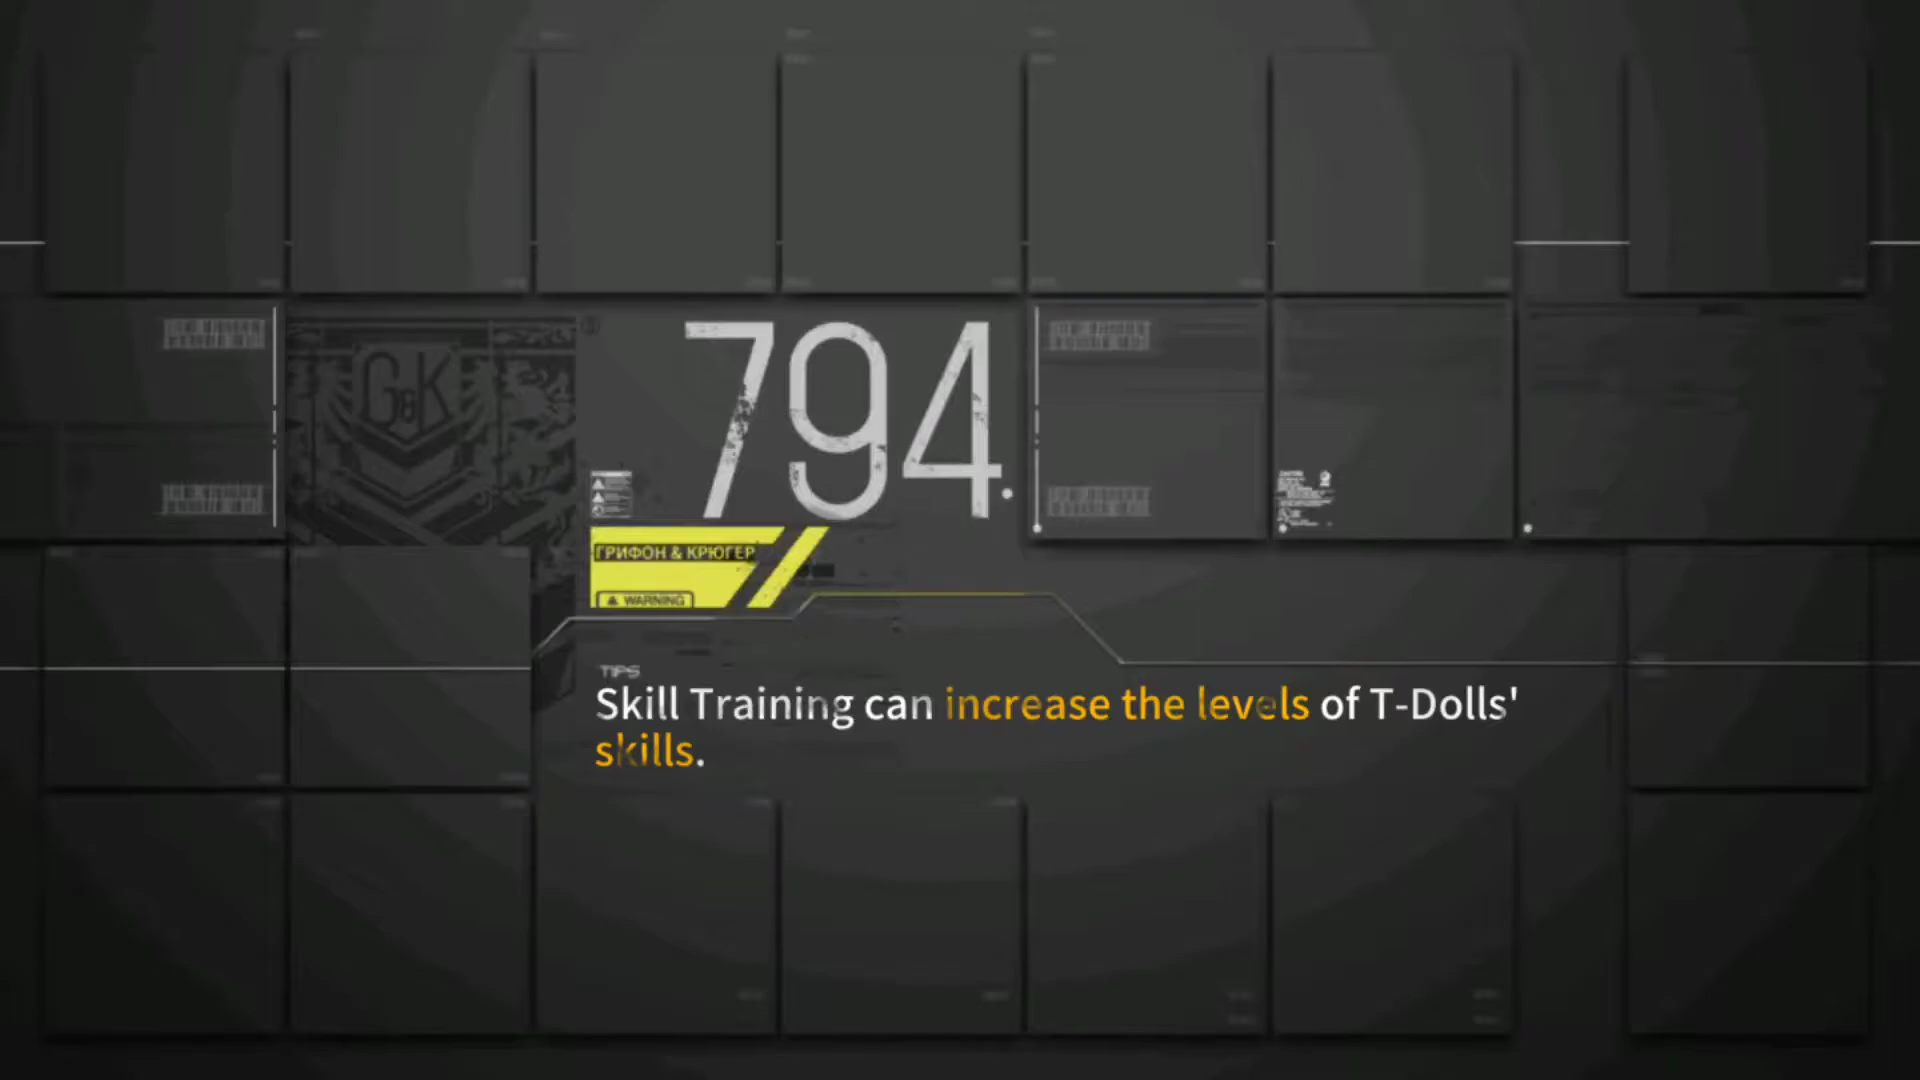 G&K
794.
ГРИФОН & КРЮГЕР
WARNING
TIPS
Skill Training can increase the levels of T-Dolls'
skills.